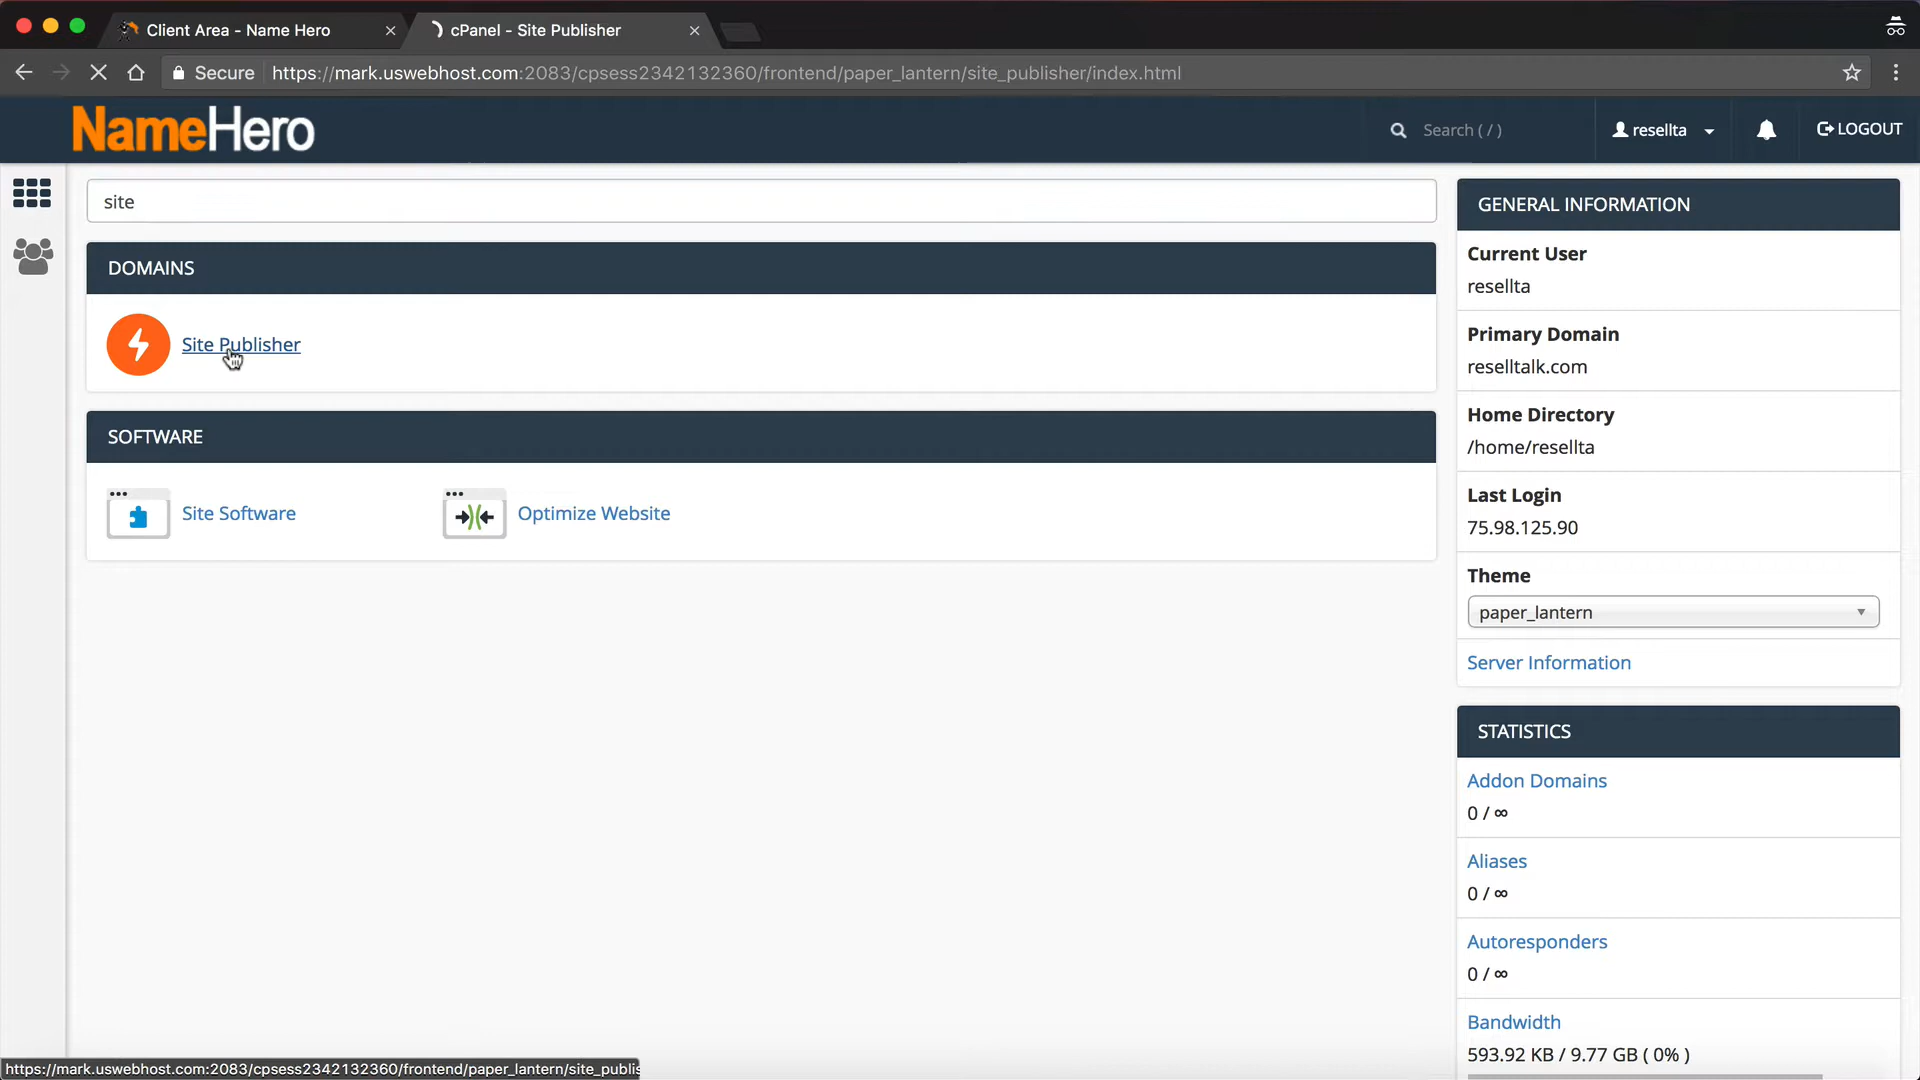 Client Area - Name Hero
cPanel - Site Publisher
Secure
https://mark.uswebhost.com:2083/cpsess2342132360/frontend/paper_lantern/site_publisher/index.html
NameHero
Search ( / )
resellta
LOGOUT
site
DOMAINS
Site Publisher
SOFTWARE
Site Software
Optimize Website
GENERAL INFORMATION
Current User
resellta
Primary Domain
reselltalk.com
Home Directory
/home/resellta
Last Login
75.98.125.90
Theme
paper_lantern
Server Information
STATISTICS
Addon Domains
0 / ∞
Aliases
0 / ∞
Autoresponders
0 / ∞
Bandwidth
593.92 KB / 9.77 GB ( 0% )
https://mark.uswebhost.com:2083/cpsess2342132360/frontend/paper_lantern/site_publis